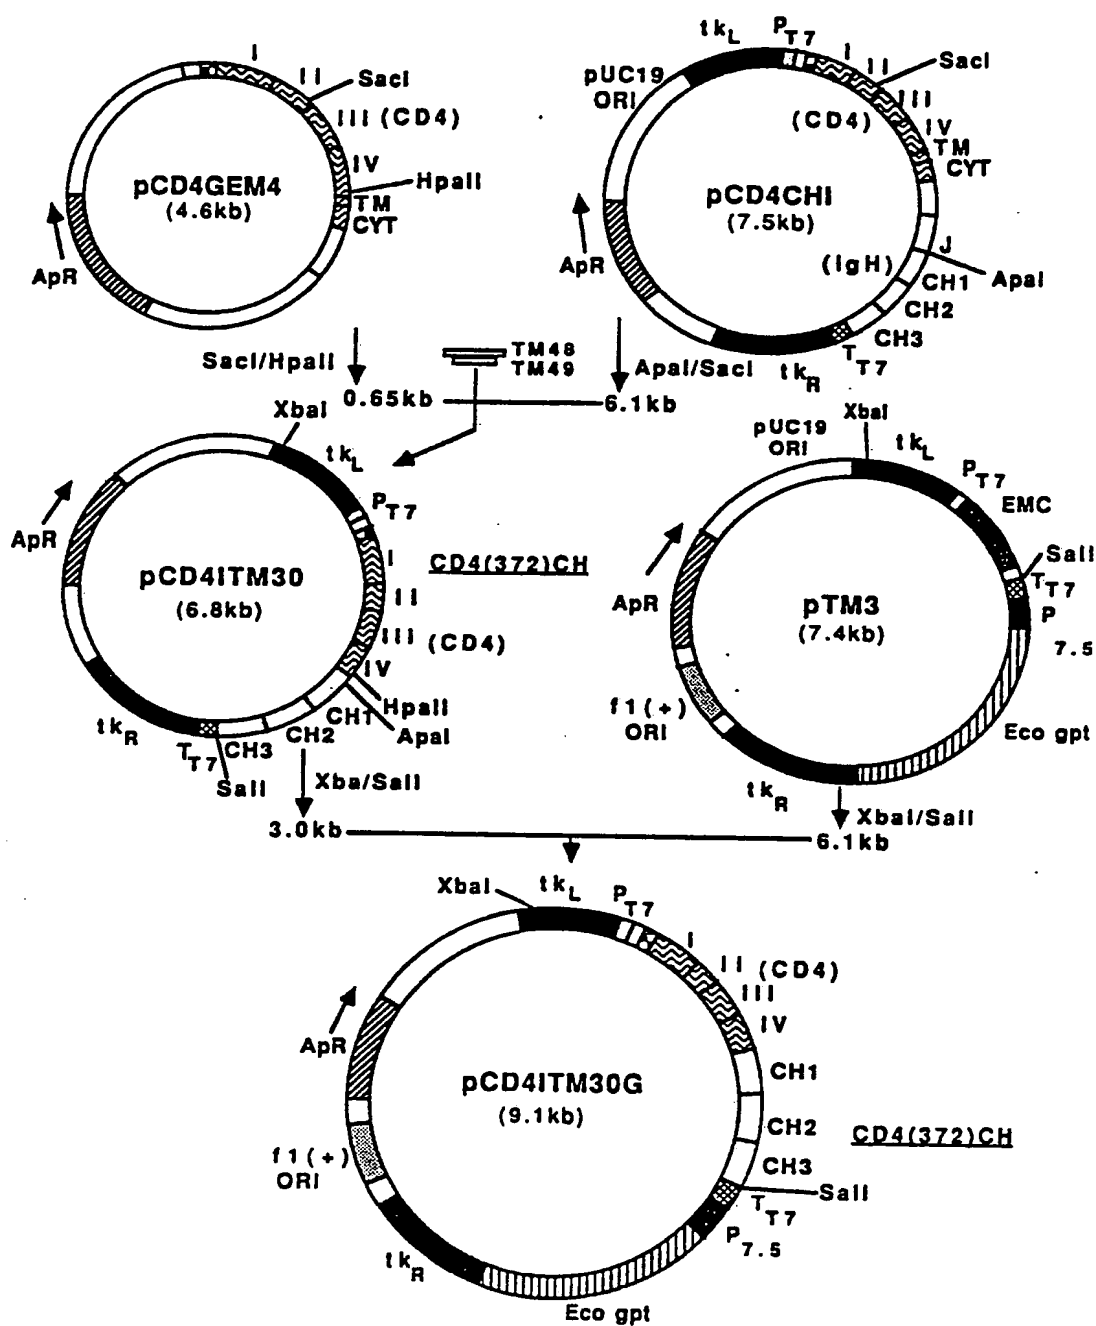 I
II
SacI
III (CD4)
IV
HpaII
TM
CYT
pCD4GEM4
(4.6kb)
ApR
tkL
PT7
I
II
SacI
pUC19
ORI
III
(CD4)
IV
TM
CYT
pCD4CHI
(7.5kb)
ApR
J
(IgH)
ApaI
CH1
CH2
CH3
TT7
tkR
SacI/HpaII
TM48
TM49
ApaI/SacI
0.65kb
6.1kb
XbaI
tkL
PT7
ApR
I
II
III (CD4)
IV
pCD4ITM30
(6.8kb)
CD4(372)CH
HpaII
ApaI
CH1
CH2
CH3
TT7
SalI
tkR
Xba/SalI
3.0kb
XbaI
pUC19
ORI
tkL
PT7
EMC
SalI
TT7
P
7.5
ApR
pTM3
(7.4kb)
f1(+)
ORI
Eco gpt
tkR
XbaI/SalI
6.1kb
XbaI
tkL
PT7
I
II (CD4)
III
IV
ApR
pCD4ITM30G
(9.1kb)
CH1
CH2
CD4(372)CH
CH3
SalI
TT7
P7.5
f1(+)
ORI
tkR
Eco gpt